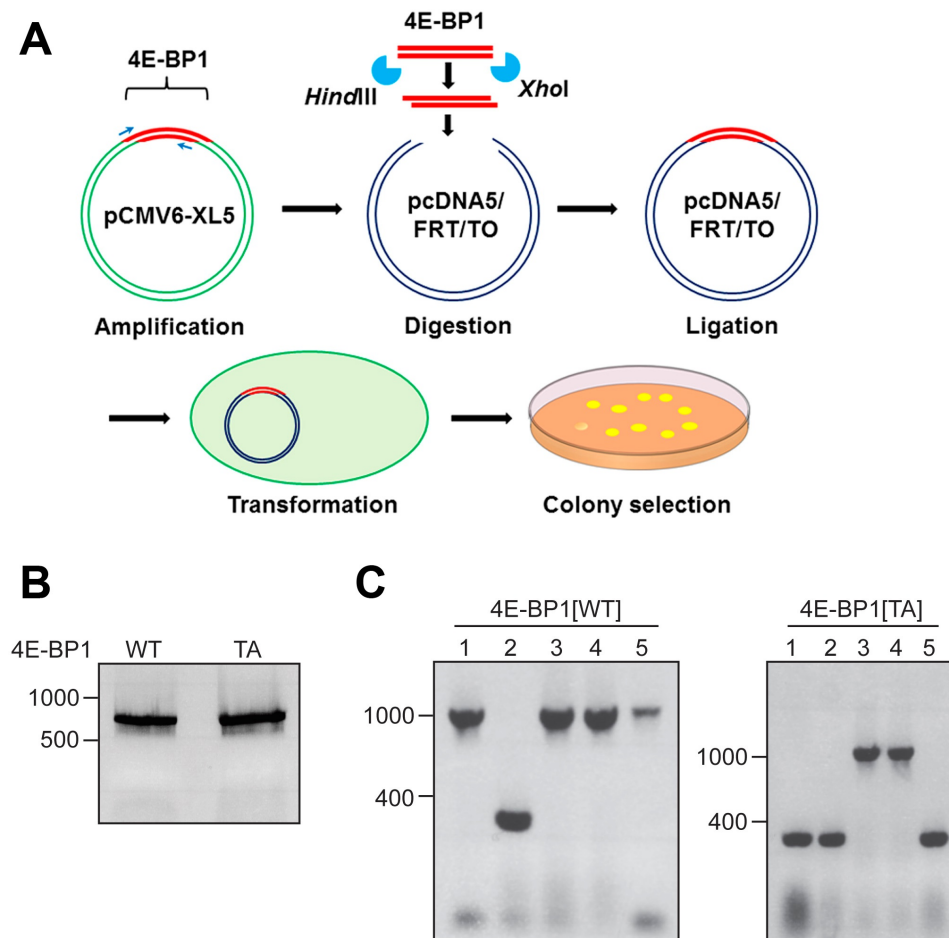 A
4E-BP1
4E-BP1
HindIII
XhoI
pCMV6-XL5
pcDNA5/
FRT/TO
pcDNA5/
FRT/TO
Amplification
Digestion
Ligation
Transformation
Colony selection
B
4E-BP1 WT TA
1000
500
C
4E-BP1[WT]
1 2 3 4 5
1000
400
4E-BP1[TA]
1 2 3 4 5
1000
400